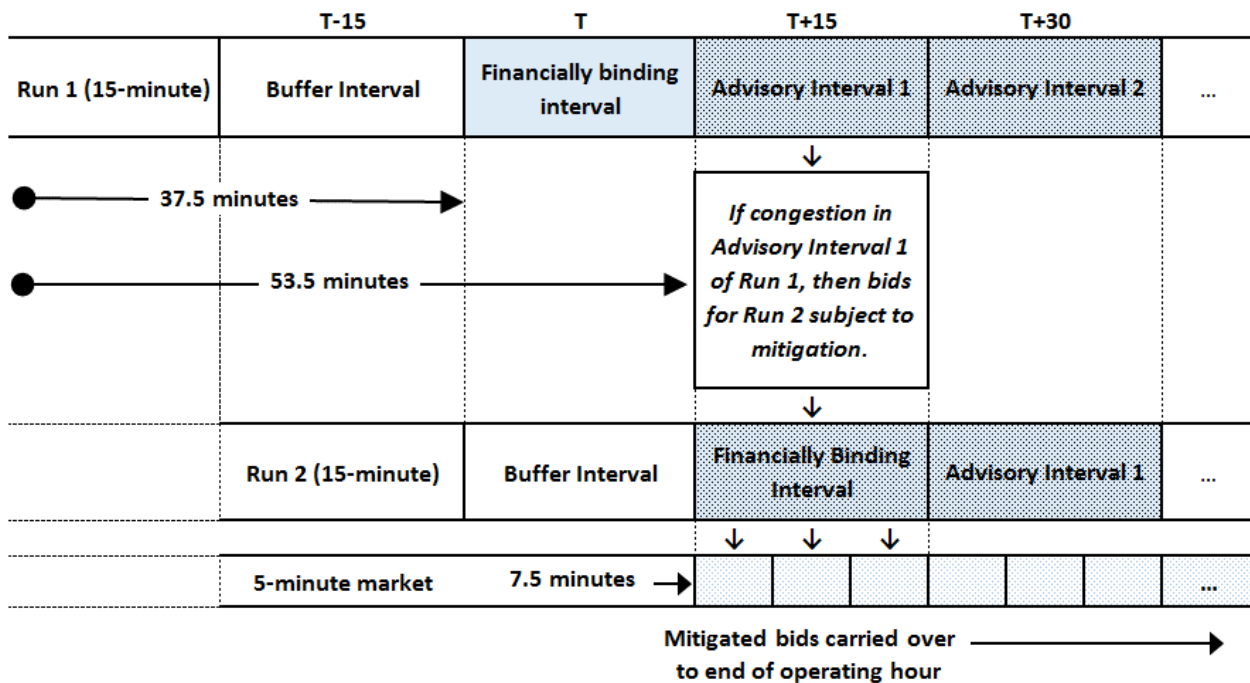 T-15 T T+15 T+30
Run 1 (15-minute) Buffer Interval Financially binding interval Advisory Interval 1 Advisory Interval 2 ...
37.5 minutes
53.5 minutes
If congestion in
Advisory Interval 1
of Run 1, then bids
for Run 2 subject to
mitigation.
Run 2 (15-minute) Buffer Interval Financially Binding Interval Advisory Interval 1 ...
5-minute market 7.5 minutes ...
Mitigated bids carried over
to end of operating hour